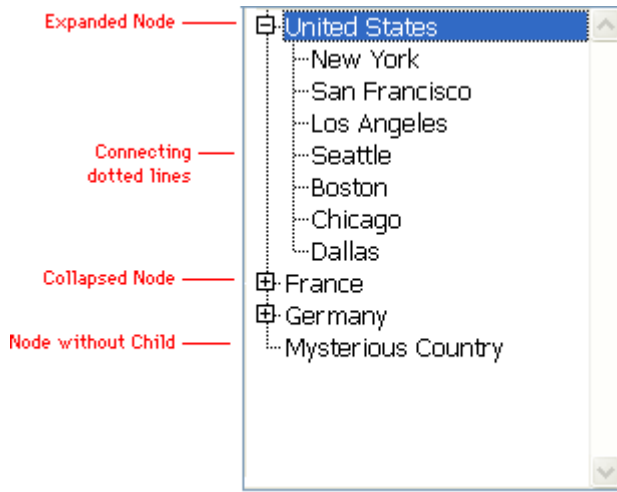 Expanded Node
United States
New York
San Francisco
Los Angeles
Connecting
dotted lines
Seattle
Boston
Chicago
Dallas
Collapsed Node
France
Germany
Node without Child
Mysterious Country